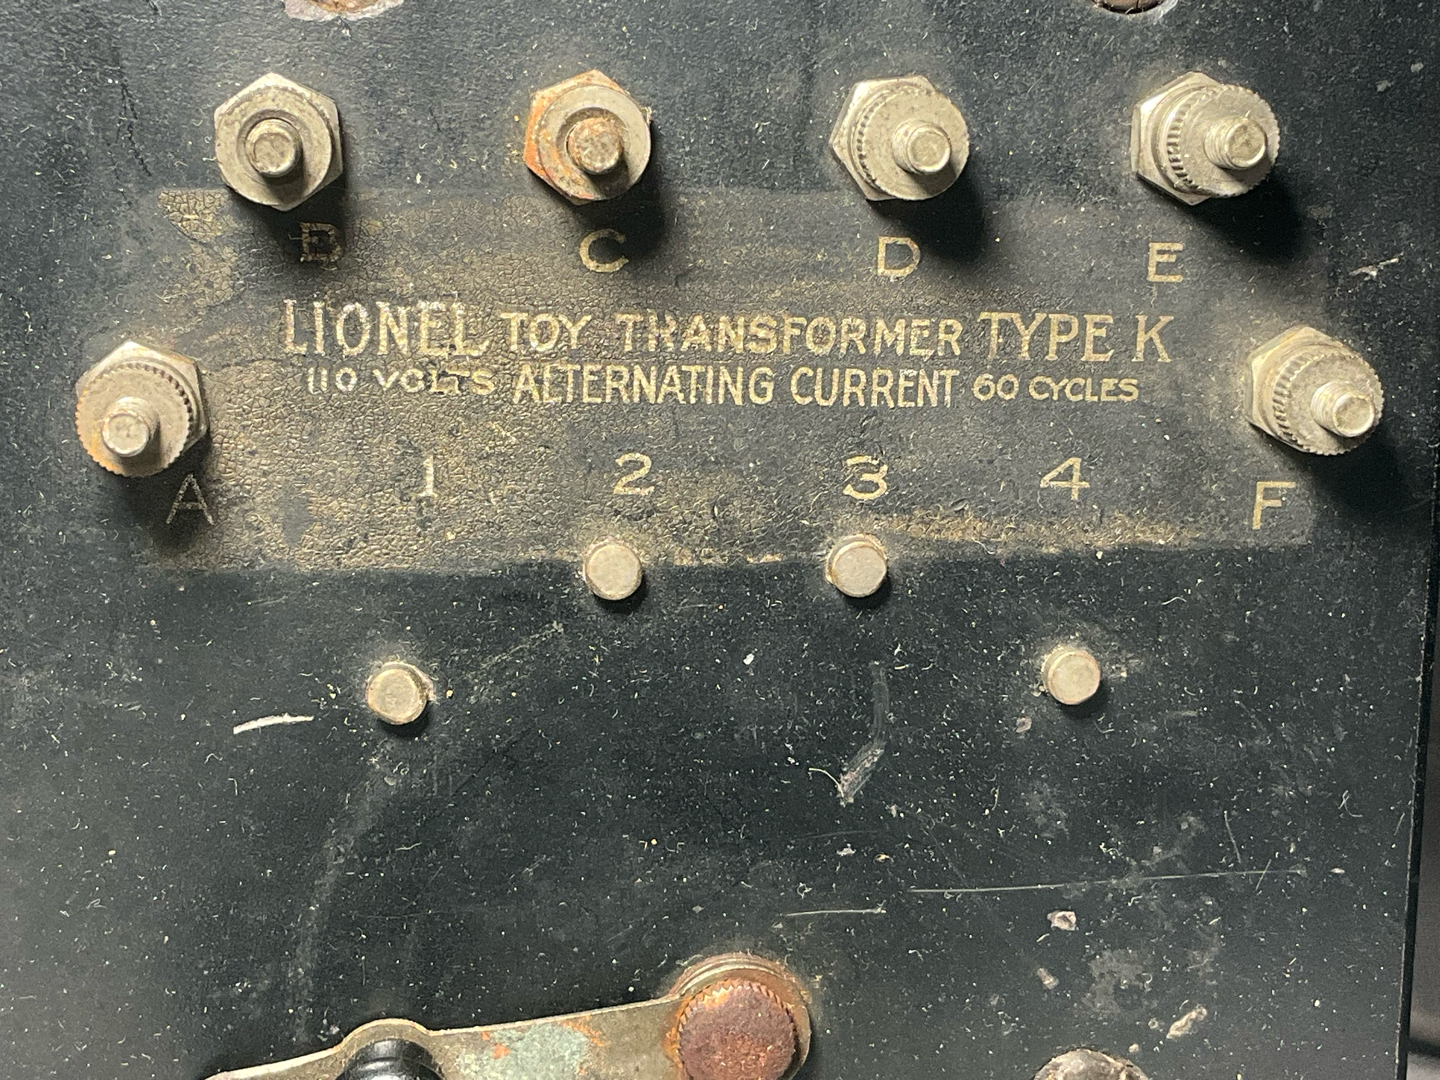 B C D E
LIONEL TOY TRANSFORMER TYPE K
110 VOLTS ALTERNATING CURRENT 60 CYCLES
A 1 2 3 4 F